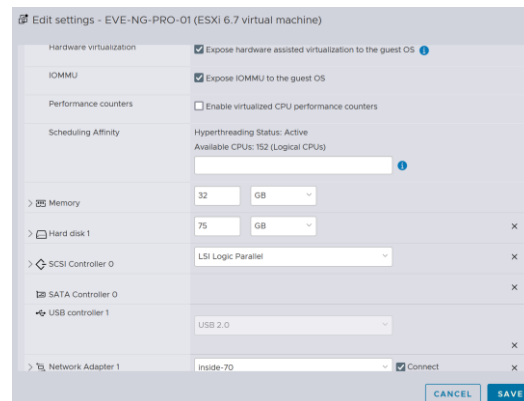 Edit settings - EVE-NG-PRO-01 (ESXi 6.7 virtual machine)
Hardware virtualization
Expose hardware assisted virtualization to the guest OS
IOMMU
Expose IOMMU to the guest OS
Performance counters
Enable virtualized CPU performance counters
Scheduling Affinity
Hyperthreading Status: Active
Available CPUs: 152 (Logical CPUs)
Memory 32 GB
Hard disk 1 75 GB
SCSI Controller 0 LSI Logic Parallel
SATA Controller 0
USB controller 1
USB 2.0
Network Adapter 1 inside-70 Connect
CANCEL SAVE